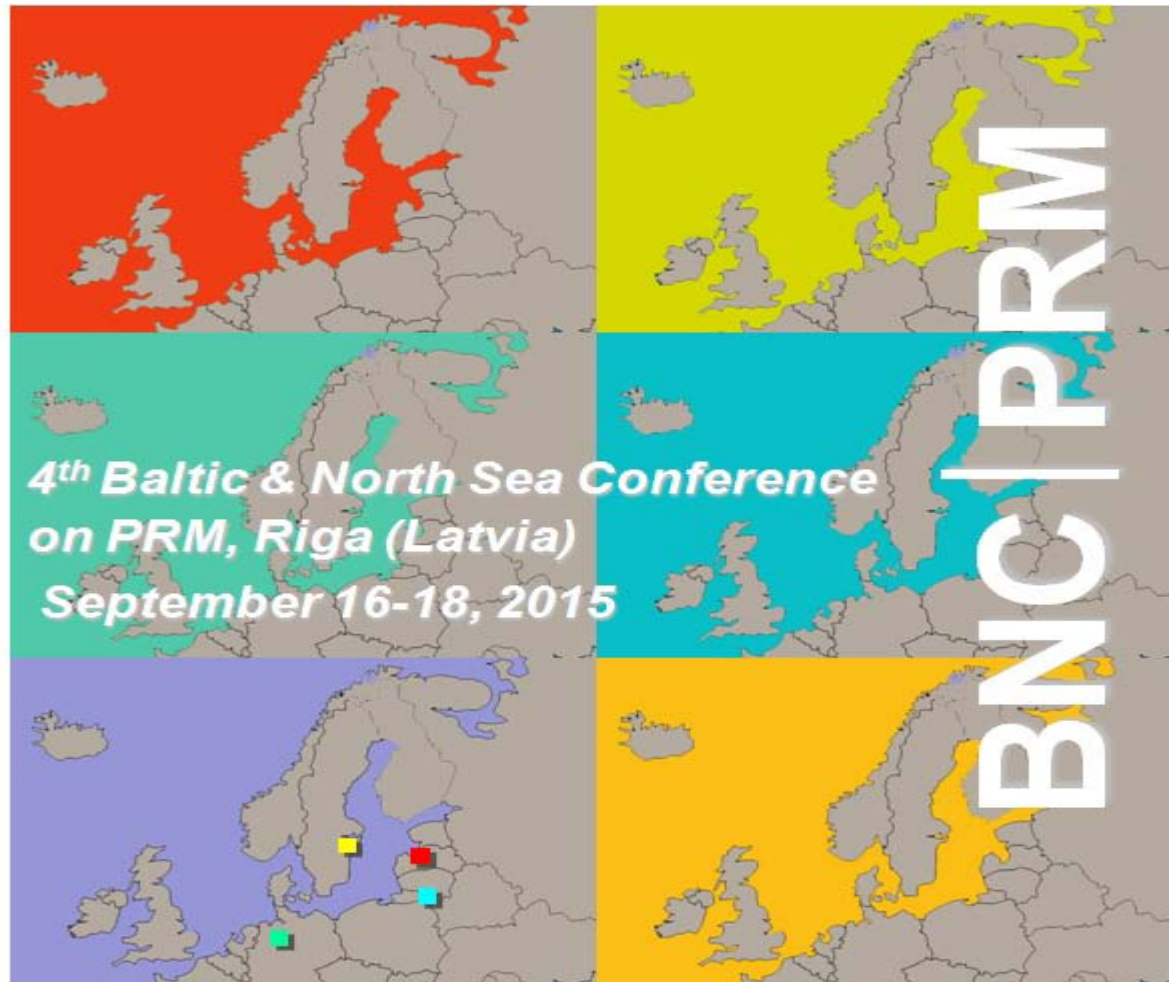 4th Baltic & North Sea Conference
on PRM, Riga (Latvia)
September 16-18, 2015
BNC | PRM